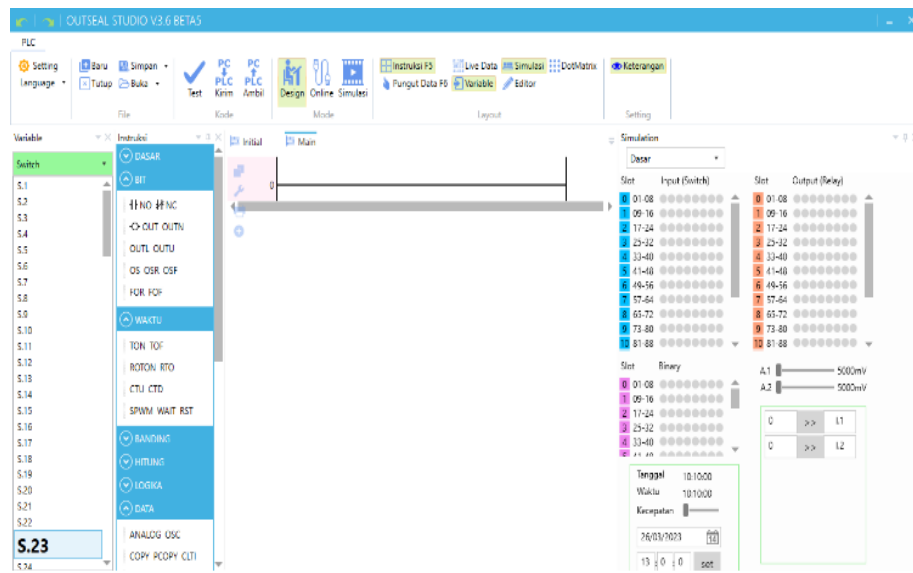 OUTSEAL STUDIO V3.6 BETA5
PLC
Setting
Language
Baru
Simpan
Tutup
Buka
File
Test
PC PLC Kirim
PC PLC Ambil
Kode
Design
Online
Simulasi
Mode
Instruksi F5
Live Data
Simulasi
DotMatrix
Pungut Data F6
Variable
Editor
Layout
Keterangan
Setting
Variable
Switch
S.1
S.2
S.3
S.4
S.5
S.6
S.7
S.8
S.9
S.10
S.11
S.12
S.13
S.14
S.15
S.16
S.17
S.18
S.19
S.20
S.21
S.22
S.23
S.24
Instruksi
DASAR
BIT
NO NC
OUT OUTN
OUTL OUTU
OS OSR OSF
FOR FOF
WAKTU
TON TOF
ROTON RTO
CTU CTD
SPWM WAIT RST
BANDING
HITUNG
LOGIKA
DATA
ANALOG OSC
COPY PCOPY CLTI
Initial
Main
0
Simulation
Dasar
Slot Input (Switch)
0 01-08
1 09-16
2 17-24
3 25-32
4 33-40
5 41-48
6 49-56
7 57-64
8 65-72
9 73-80
10 81-88
Slot Output (Relay)
0 01-08
1 09-16
2 17-24
3 25-32
4 33-40
5 41-48
6 49-56
7 57-64
8 65-72
9 73-80
10 81-88
Slot Binary
0 01-08
1 09-16
2 17-24
3 25-32
4 33-40
5 41-48
A.1 5000mV
A.2 5000mV
0 >> I.1
0 >> I.2
Tanggal 10:10:00
Waktu 10:10:00
Kecepatan
26/03/2023 14
13 : 0 : 0 set